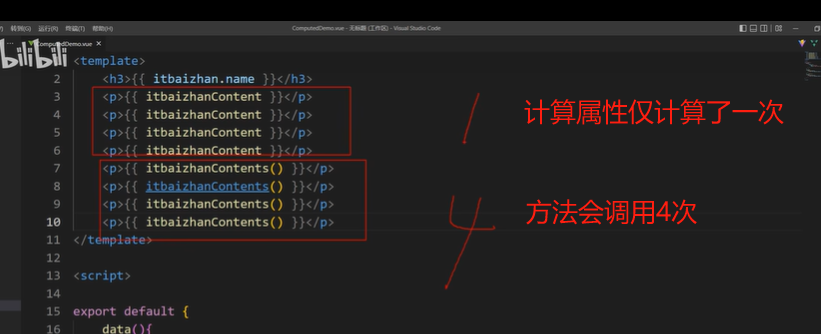 转到(G) 运行(R) 终端(T) 帮助(H) ComputedDemo.vue - 无标题 (工作区) - Visual Studio Code
ComputedDemo.vue ×
bilibili
<template>
2 <h3>{{ itbaizhan.name }}</h3>
3 <p>{{ itbaizhanContent }}</p>
4 <p>{{ itbaizhanContent }}</p>
5 <p>{{ itbaizhanContent }}</p>
6 <p>{{ itbaizhanContent }}</p>
7 <p>{{ itbaizhanContents() }}</p>
8 <p>{{ itbaizhanContents() }}</p>
9 <p>{{ itbaizhanContents() }}</p>
10 <p>{{ itbaizhanContents() }}</p>
11 </template>
12
13 <script>
14
15 export default {
16 data(){
1 计算属性仅计算了一次
4 方法会调用4次